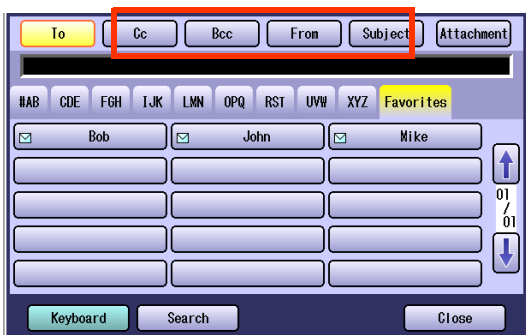 To Cc Bcc From Subject Attachment
#AB CDE FGH IJK LMN OPQ RST UVW XYZ Favorites
Bob John Mike
01
/
01
Keyboard Search Close